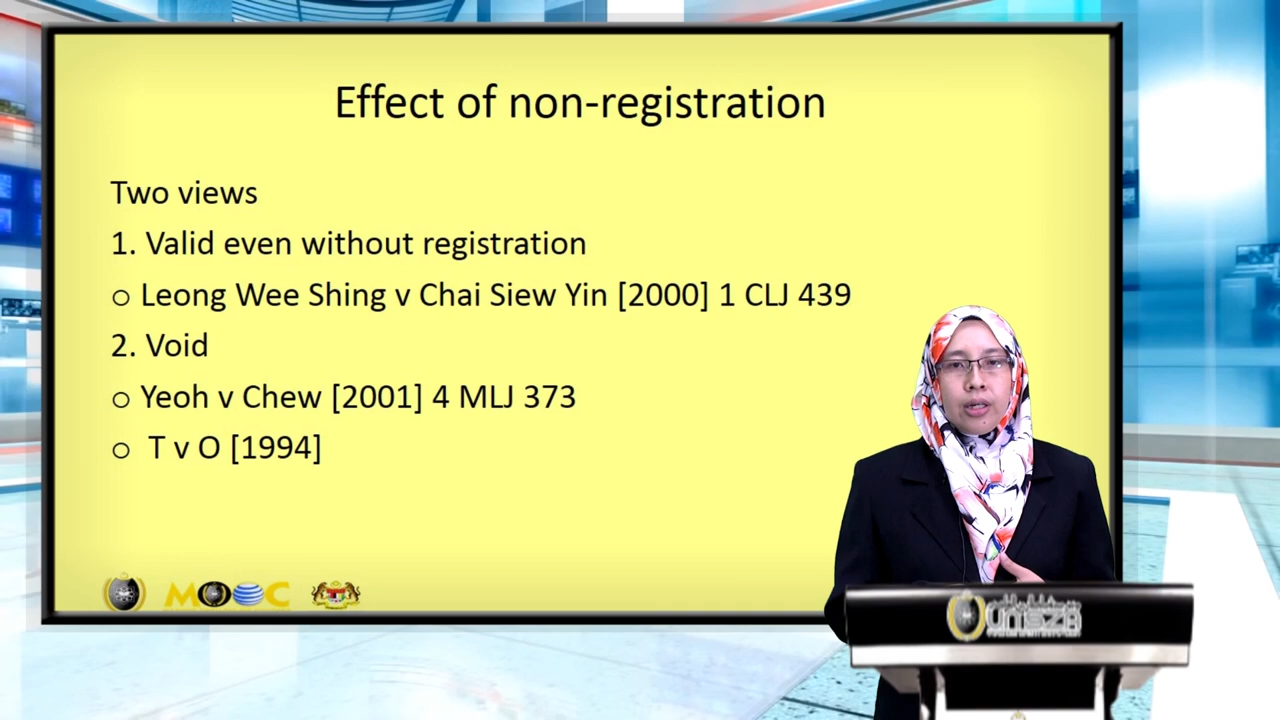 Effect of non-registration
Two views
1. Valid even without registration
o Leong Wee Shing v Chai Siew Yin [2000] 1 CLJ 439
2. Void
o Yeoh v Chew [2001] 4 MLJ 373
o T v O [1994]
MOOC
UniSZA